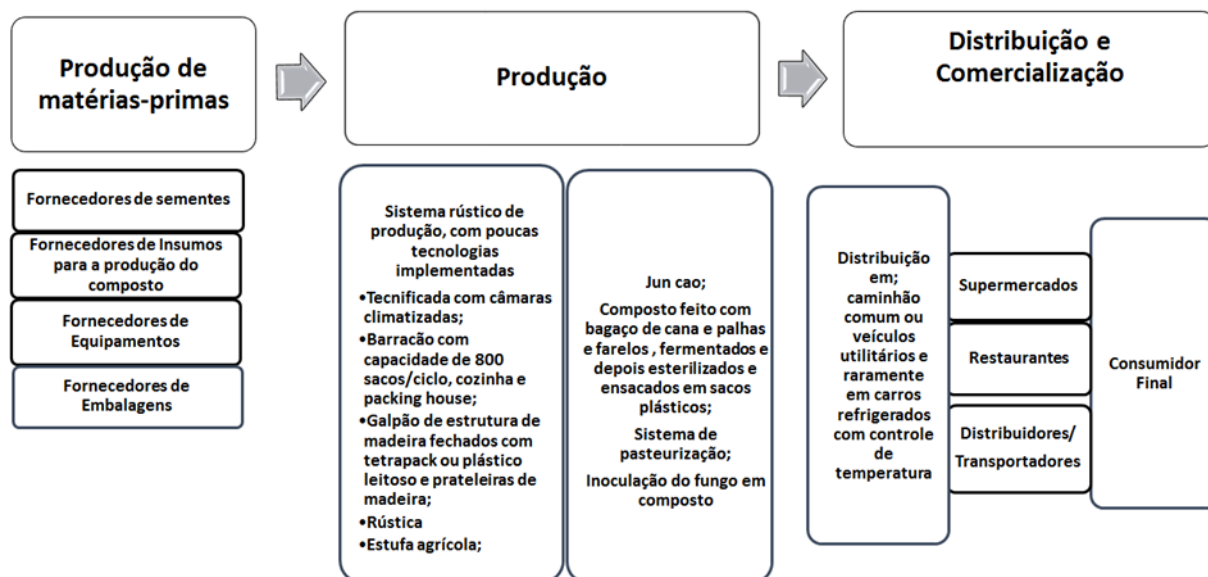 Produção de
matérias-primas
Produção
Distribuição e
Comercialização
Fornecedores de sementes
Fornecedores de Insumos
para a produção do
composto
Fornecedores de
Equipamentos
Fornecedores de
Embalagens
Sistema rústico de
produção, com poucas
tecnologias
implementadas
•Tecnificada com câmaras
climatizadas;
•Barracão com
capacidade de 800
sacos/ciclo, cozinha e
packing house;
•Galpão de estrutura de
madeira fechados com
tetrapack ou plástico
leitoso e prateleiras de
madeira;
•Rústica
•Estufa agrícola;
Jun cao;
Composto feito com
bagaço de cana e palhas
e farelos , fermentados e
depois esterilizados e
ensacados em sacos
plásticos;
Sistema de
pasteurização;
Inoculação do fungo em
composto
Distribuição
em;
caminhão
comum ou
veículos
utilitários e
raramente
em carros
refrigerados
com controle
de
temperatura
Supermercados
Restaurantes
Distribuidores/
Transportadores
Consumidor
Final